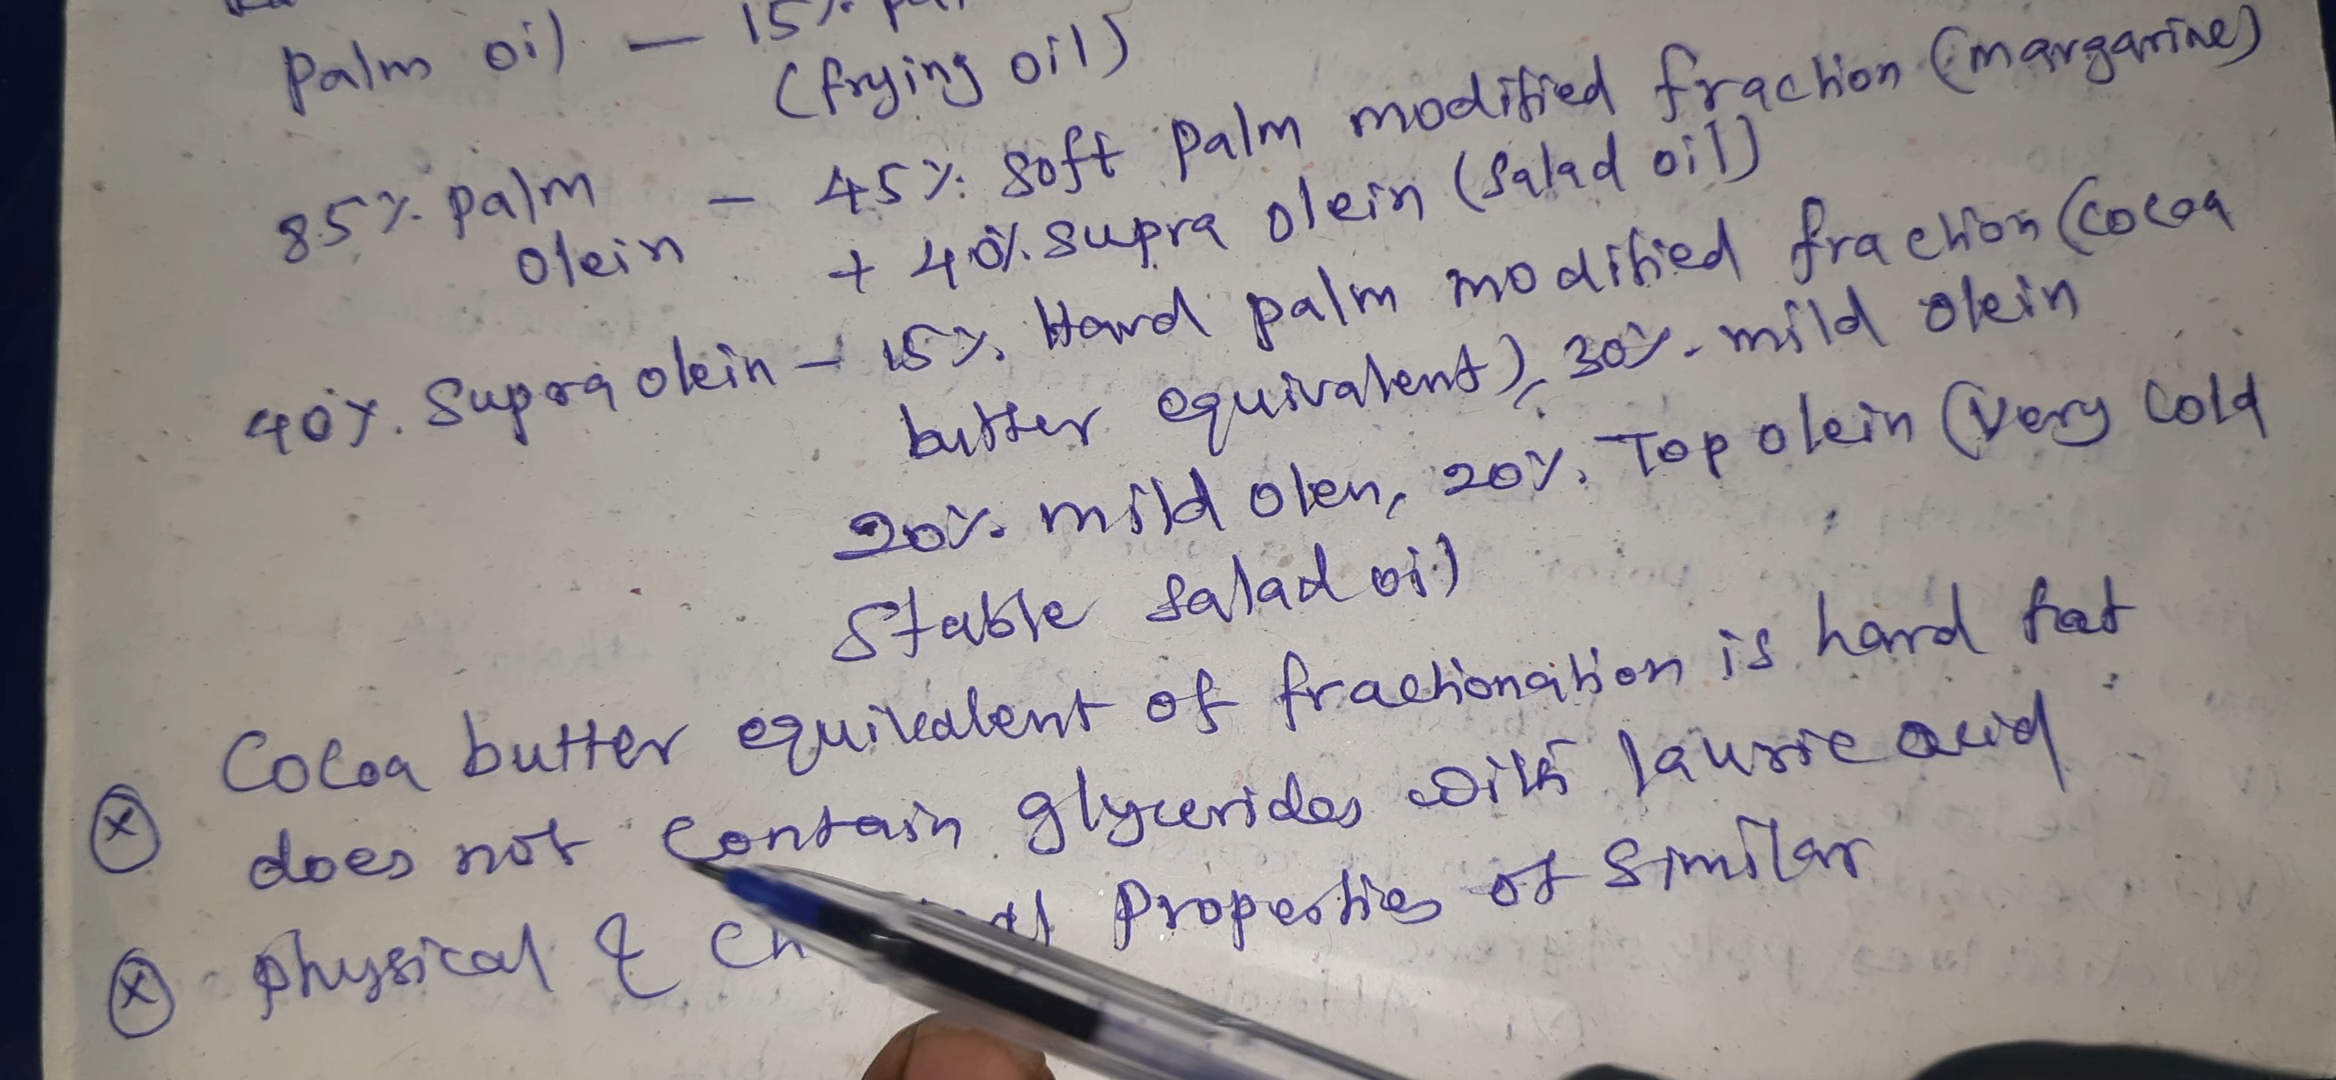 Palm oil — 15%
(frying oil)
85% palm - 45% soft palm modified fraction (margarine)
olein + 40% supra olein (salad oil)
40% supra olein - 15% Hard palm modified fraction (cocoa
butter equivalent), 30% mild olein
20% mild olen, 20% Top olein (very cold
stable salad oil)
Cocoa butter equivalent of fractionation is hard fat
does not contain glycerides with lauric acid
physical & properties of similar